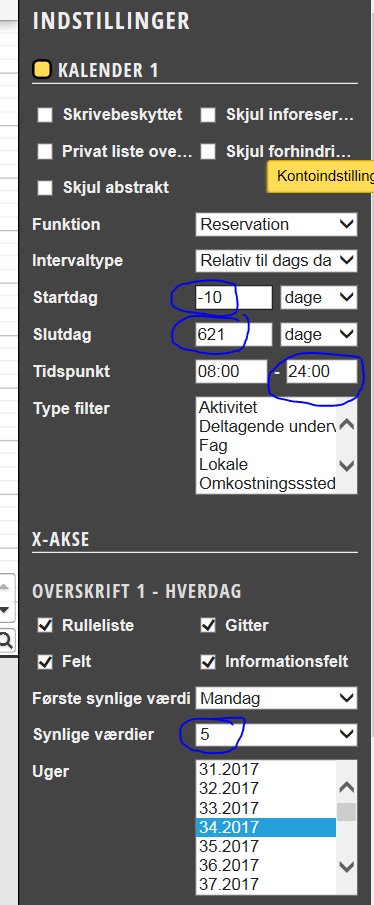 INDSTILLINGER
KALENDER 1
Skrivebeskyttet Skjul inforeser...
Privat liste ove... Skjul forhindri...
Kontoindstilling
Skjul abstrakt
Funktion Reservation
Intervaltype Relativ til dags da
Startdag -10 dage
Slutdag 621 dage
Tidspunkt 08:00 - 24:00
Type filter Aktivitet
Deltagende underv
Fag
Lokale
Omkostningsssted
X-AKSE
OVERSKRIFT 1 - HVERDAG
Rulleliste Gitter
Felt Informationsfelt
Første synlige værdi Mandag
Synlige værdier 5
Uger 31.2017
32.2017
33.2017
34.2017
35.2017
36.2017
37.2017